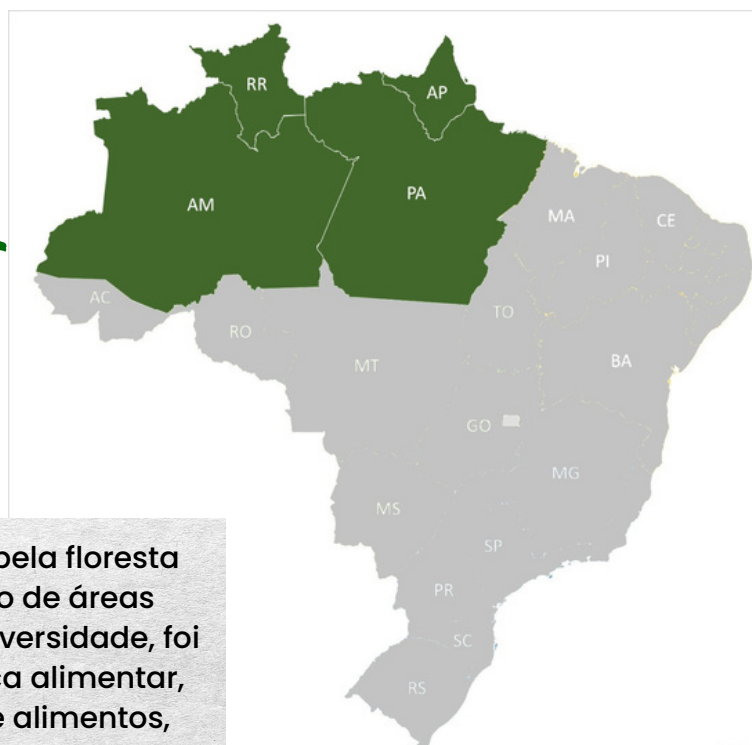 RR
AP
AM
PA
MA
CE
PI
AC
TO
RO
BA
MT
GO
MG
MS
SP
PR
SC
RS
pela floresta
o de áreas
versidade, foi
a alimentar,
e alimentos,